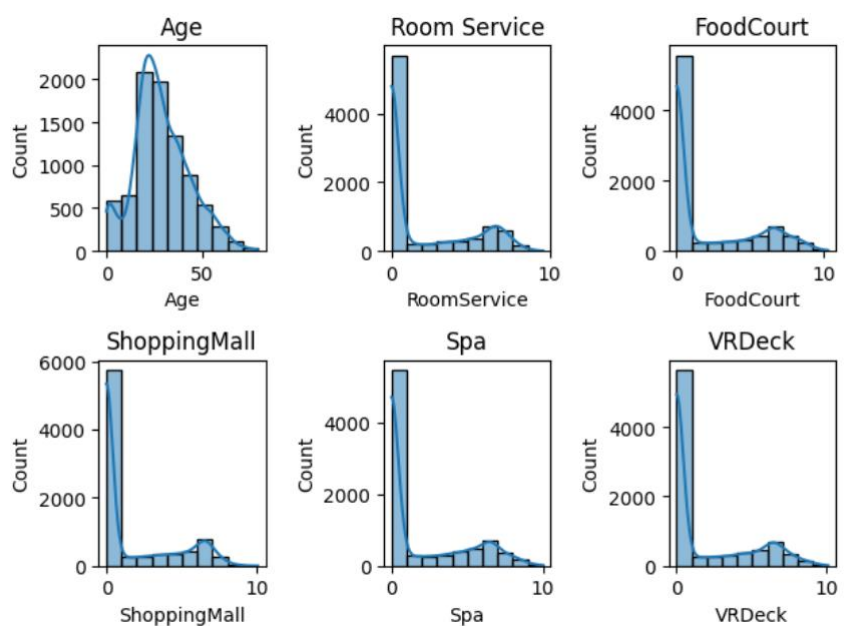 Age
Room Service
FoodCourt
2000
1500
1000
500
0
Count
0
50
Age
4000
2000
0
Count
0
10
RoomService
4000
2000
0
Count
0
10
FoodCourt
ShoppingMall
Spa
VRDeck
6000
4000
2000
0
Count
0
10
ShoppingMall
4000
2000
0
Count
0
10
Spa
4000
2000
0
Count
0
10
VRDeck